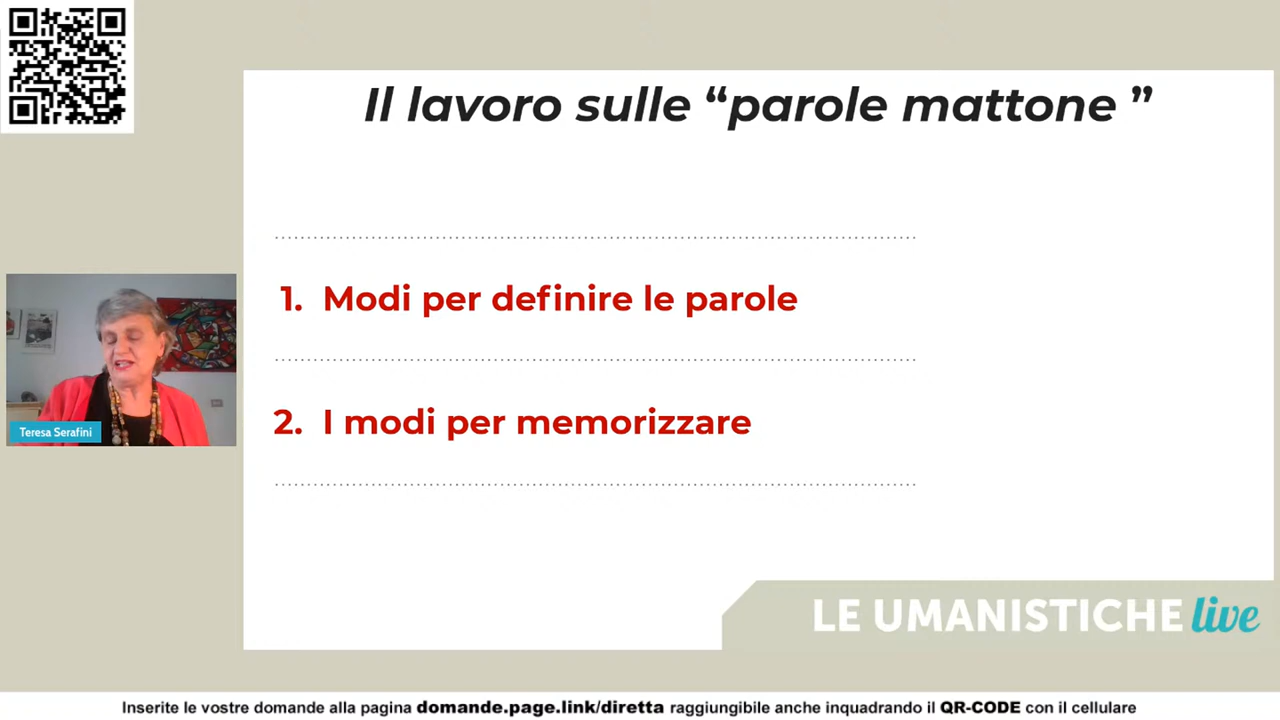 Il lavoro sulle “parole mattone ”
1. Modi per definire le parole
2. I modi per memorizzare
Teresa Serafini
LE UMANISTICHE live
Inserite le vostre domande alla pagina domande.page.link/diretta raggiungibile anche inquadrando il QR-CODE con il cellulare